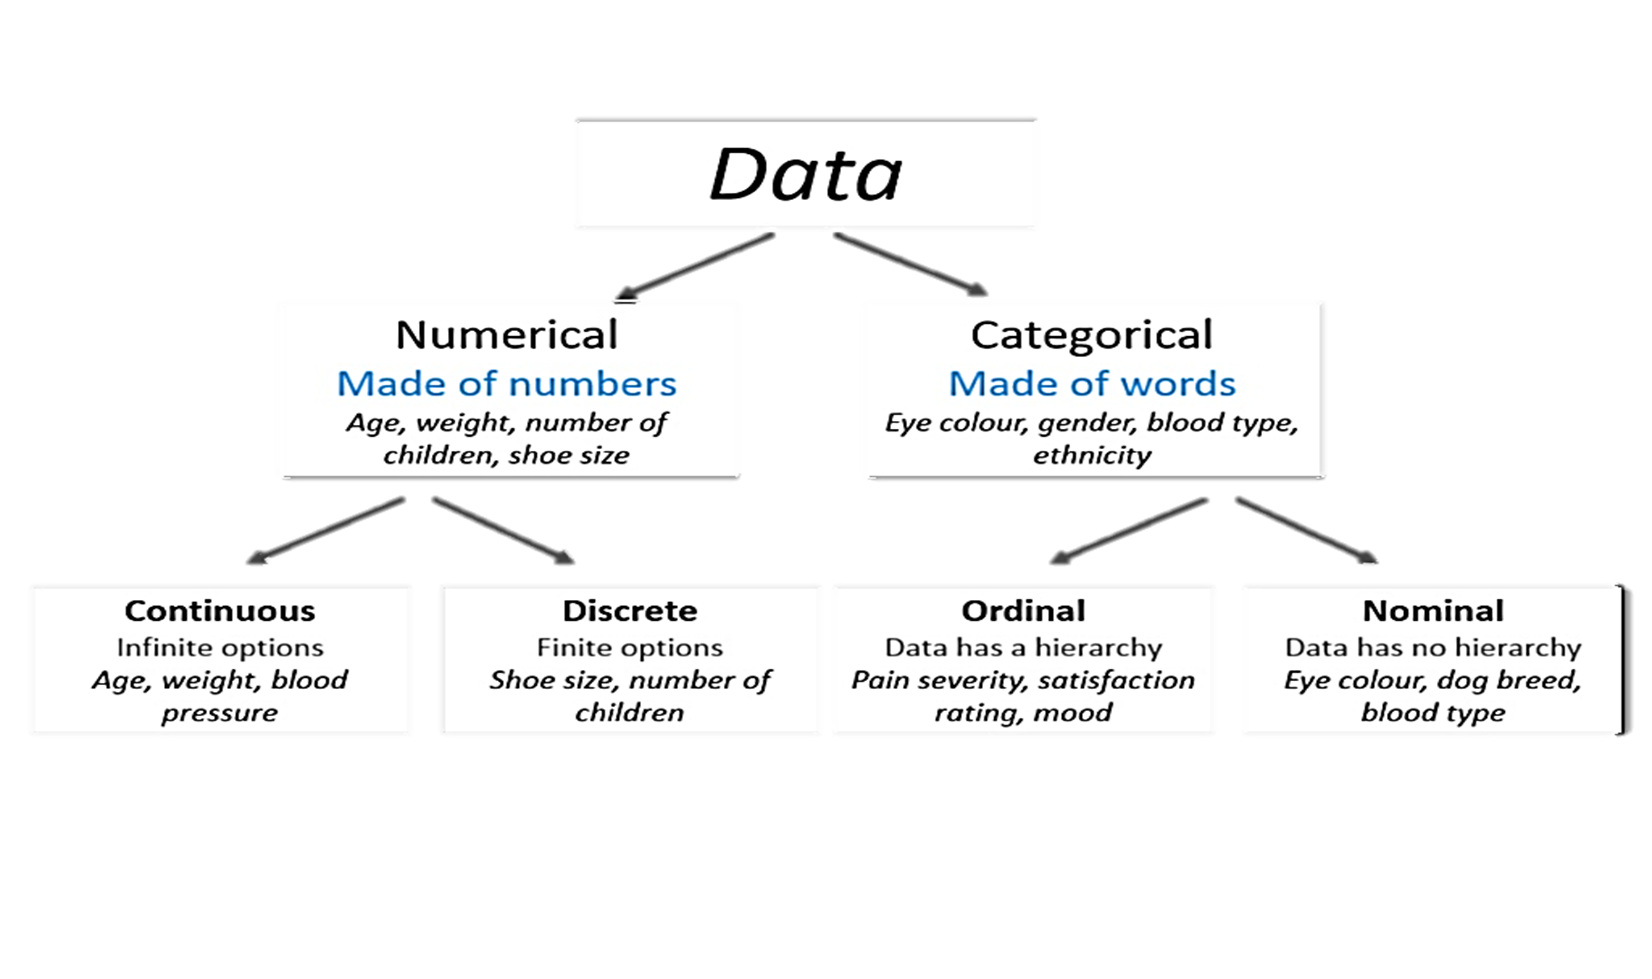 Data
Numerical
Made of numbers
Age, weight, number of
children, shoe size
Categorical
Made of words
Eye colour, gender, blood type,
ethnicity
Continuous
Infinite options
Age, weight, blood
pressure
Discrete
Finite options
Shoe size, number of
children
Ordinal
Data has a hierarchy
Pain severity, satisfaction
rating, mood
Nominal
Data has no hierarchy
Eye colour, dog breed,
blood type